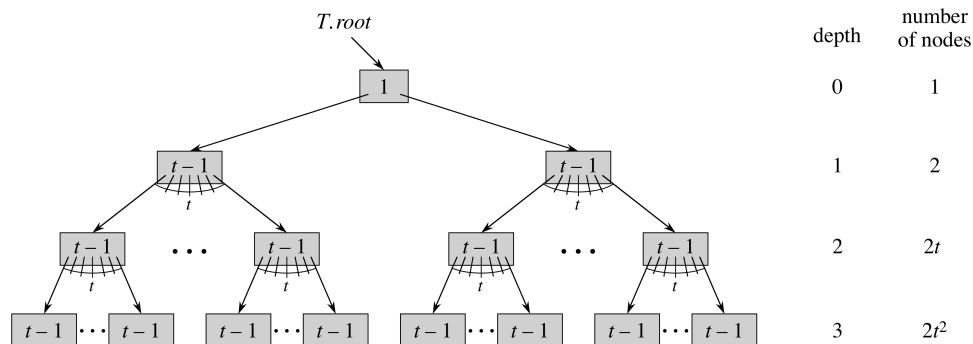 T.root
depth number of nodes
1 0 1
t – 1 t – 1 1 2
t t
t – 1 ... t – 1 t – 1 ... t – 1 2 2t
t t t t
t – 1 ... t – 1 t – 1 ... t – 1 t – 1 ... t – 1 t – 1 ... t – 1 3 2t²